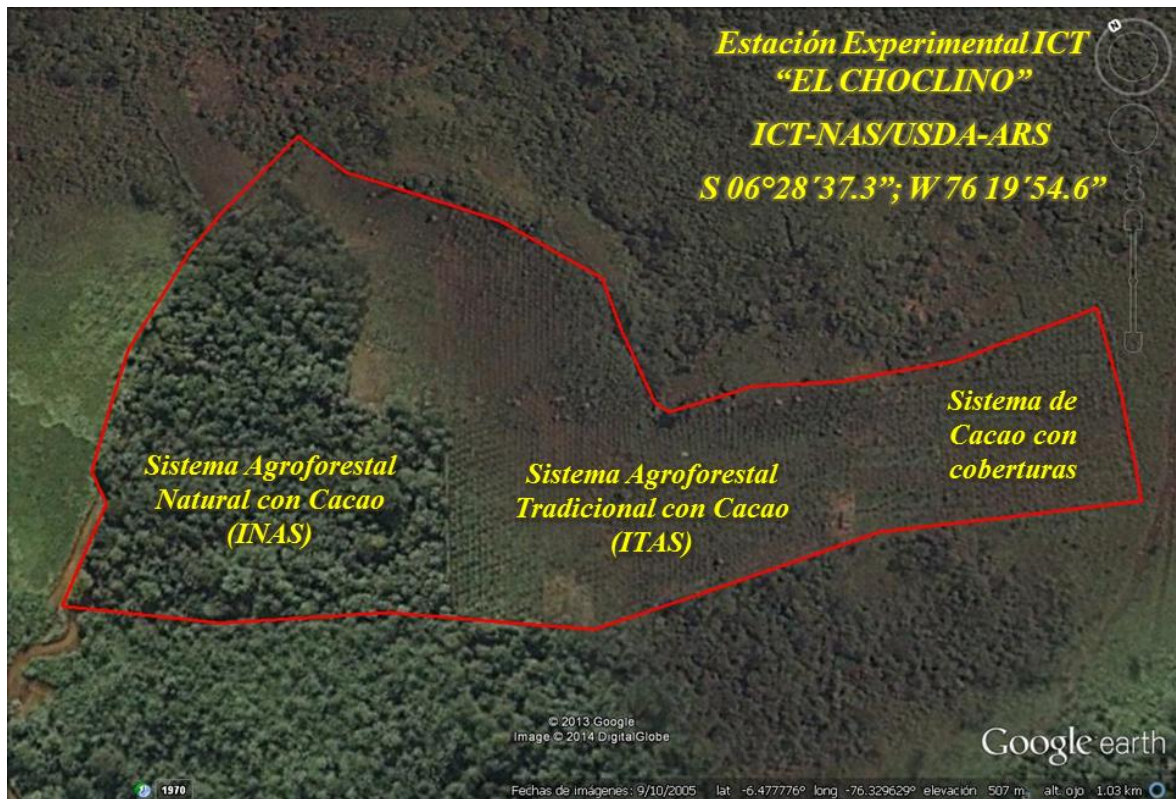 Estación Experimental ICT
“EL CHOCLINO”
ICT-NAS/USDA-ARS
S 06°28´37.3”; W 76 19´54.6”
N
Sistema de
Cacao con
coberturas
Sistema Agroforestal
Natural con Cacao
(INAS)
Sistema Agroforestal
Tradicional con Cacao
(ITAS)
© 2013 Google
Image © 2014 DigitalGlobe
Google earth
1970
Fechas de imágenes: 9/10/2005 lat -6.477776° long -76.329629° elevación 507 m alt. ojo 1.03 km